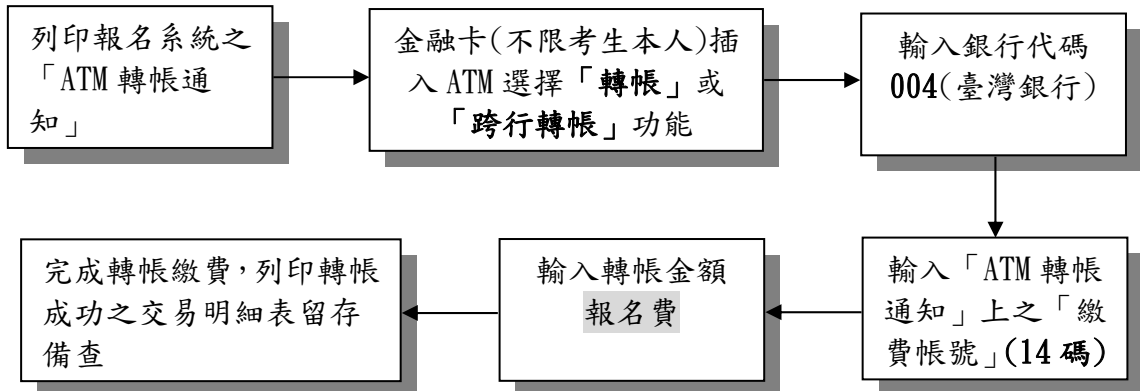 列印報名系統之
「ATM 轉帳通
知」
金融卡(不限考生本人)插
入 ATM 選擇「轉帳」或
「跨行轉帳」功能
輸入銀行代碼
004(臺灣銀行)
輸入「ATM 轉帳
通知」上之「繳
費帳號」(14 碼)
輸入轉帳金額
報名費
完成轉帳繳費，列印轉帳
成功之交易明細表留存
備查